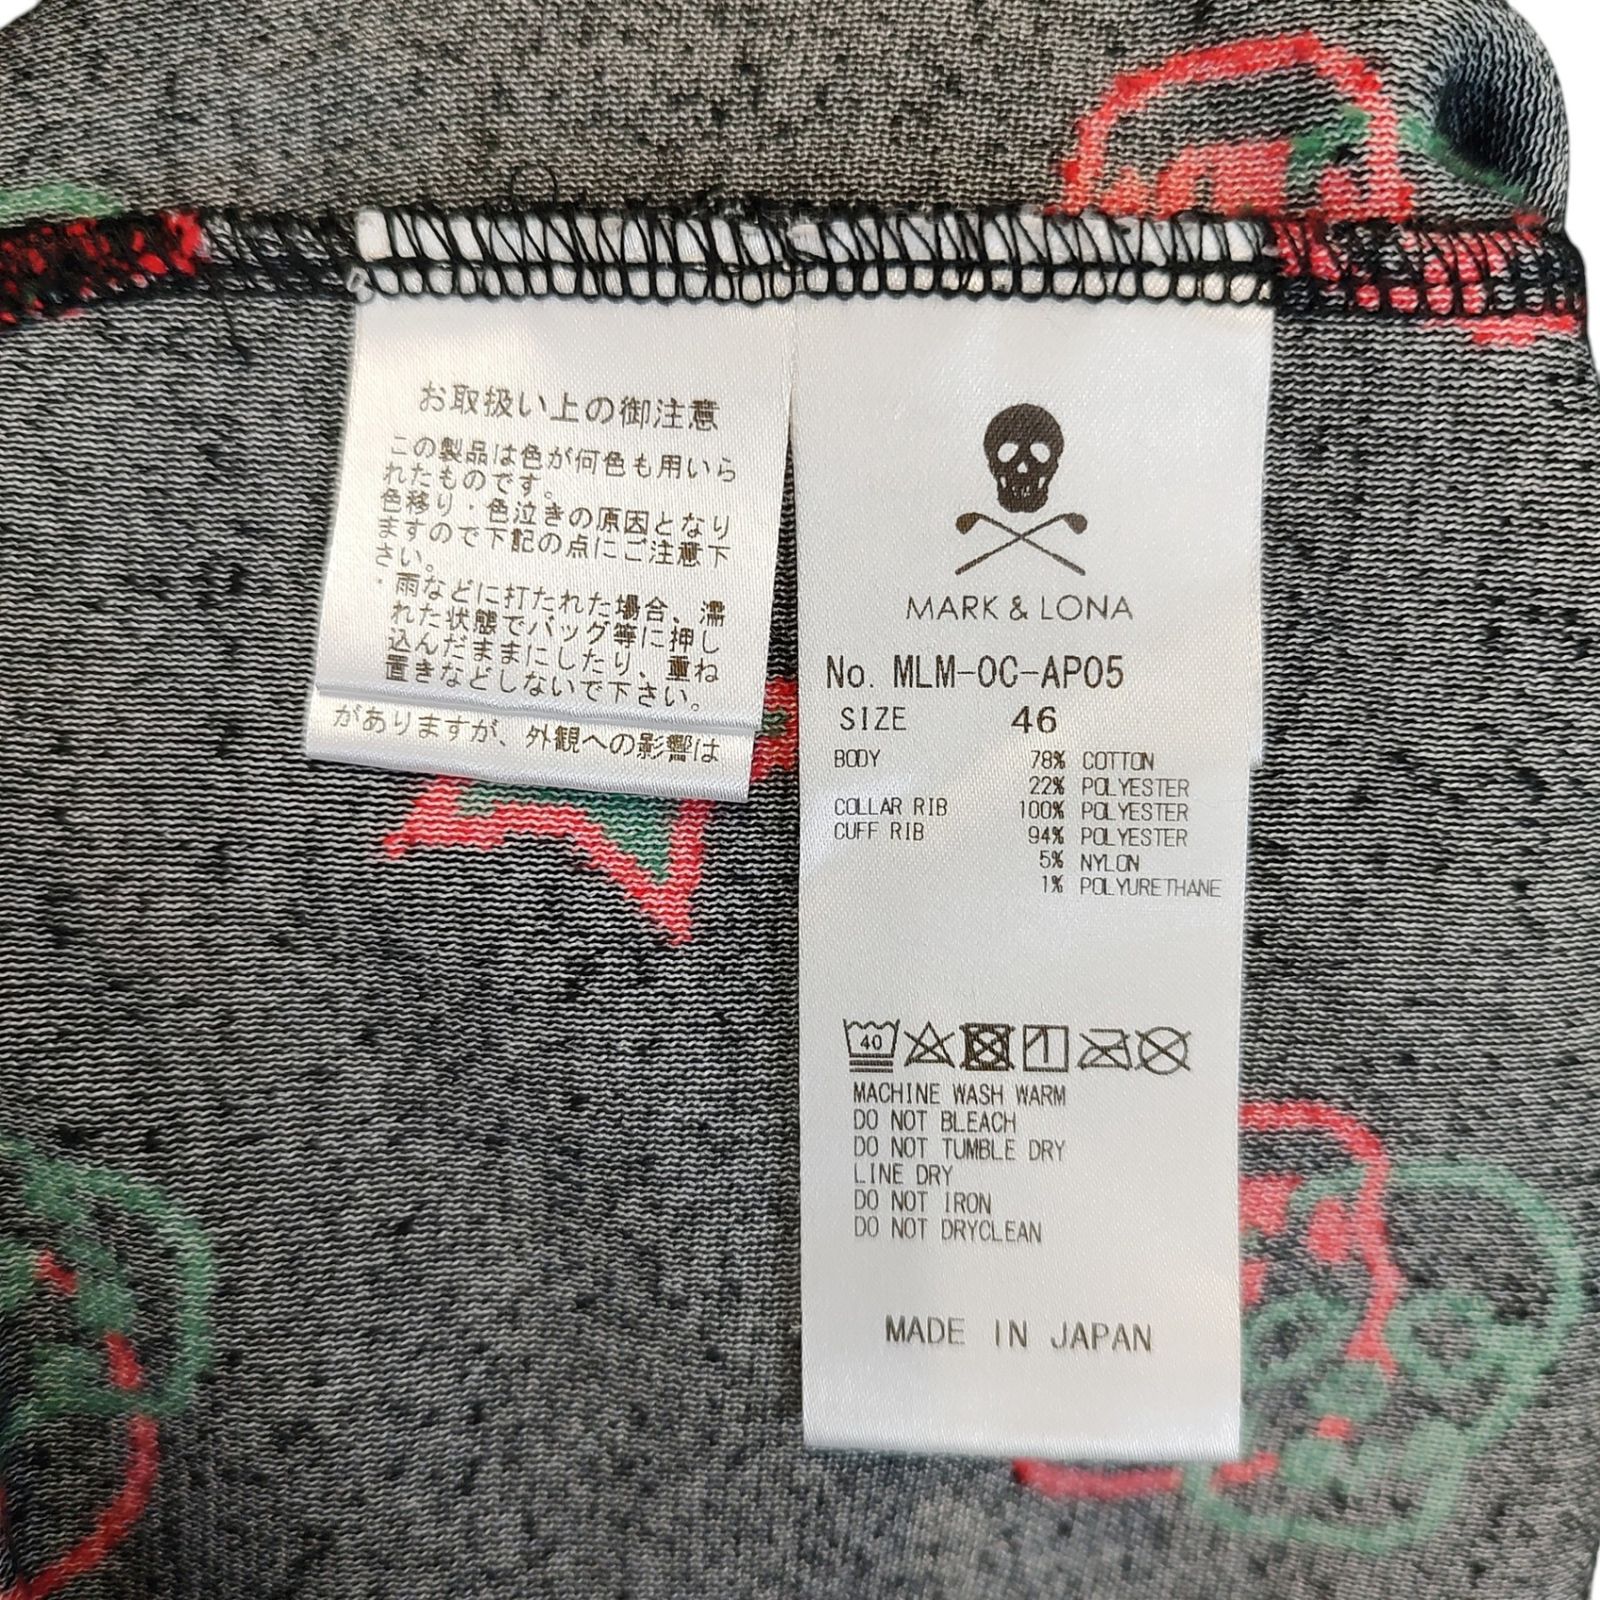 お取扱い上の御注意
この製品は色が何色も用いら
れたものです。
色移り・色泣きの原因となり
ますので下記の点にご注意下
さい。
・雨などに打たれた場合、濡
れた状態でバッグ等に押し
込んだままにしたり、重ね
置きなどしないで下さい。
がありますが、外観への影響は
MARK & LONA
No. MLM-OC-AP05
SIZE 46
BODY 78% COTTON
22% POLYESTER
COLLAR RIB 100% POLYESTER
CUFF RIB 94% POLYESTER
5% NYLON
1% POLYURETHANE
40
MACHINE WASH WARM
DO NOT BLEACH
DO NOT TUMBLE DRY
LINE DRY
DO NOT IRON
DO NOT DRYCLEAN
MADE IN JAPAN